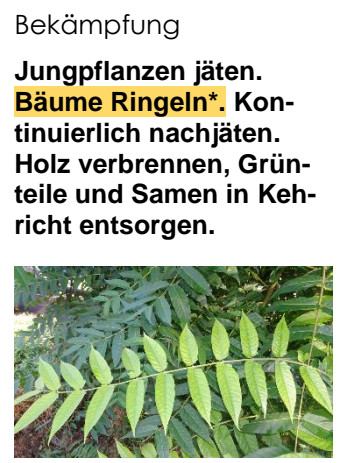 Bekämpfung
Jungpflanzen jäten.
Bäume Ringeln*. Kon-
tinuierlich nachjäten.
Holz verbrennen, Grün-
teile und Samen in Keh-
richt entsorgen.